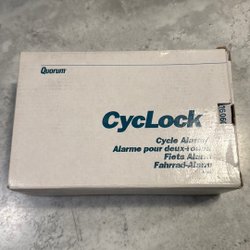 Quorum
CycLock
Cycle Alarm
Alarme pour deux-roues
Fiets Alarm
Fahrrad-Alarm